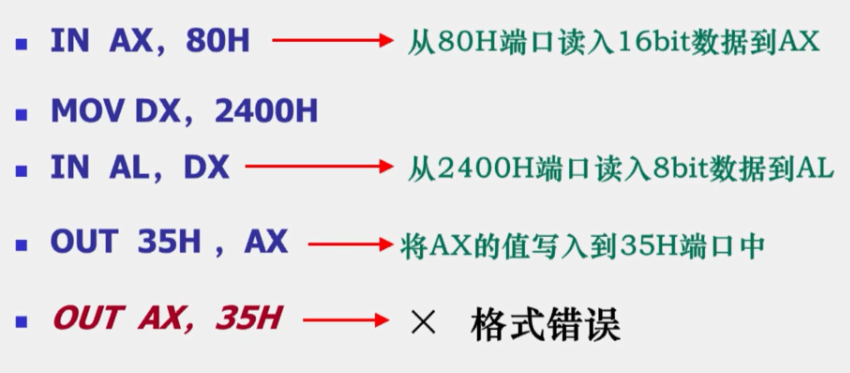 IN AX, 80H 从80H端口读入16bit数据到AX
MOV DX, 2400H
IN AL, DX 从2400H端口读入8bit数据到AL
OUT 35H , AX 将AX的值写入到35H端口中
OUT AX, 35H × 格式错误